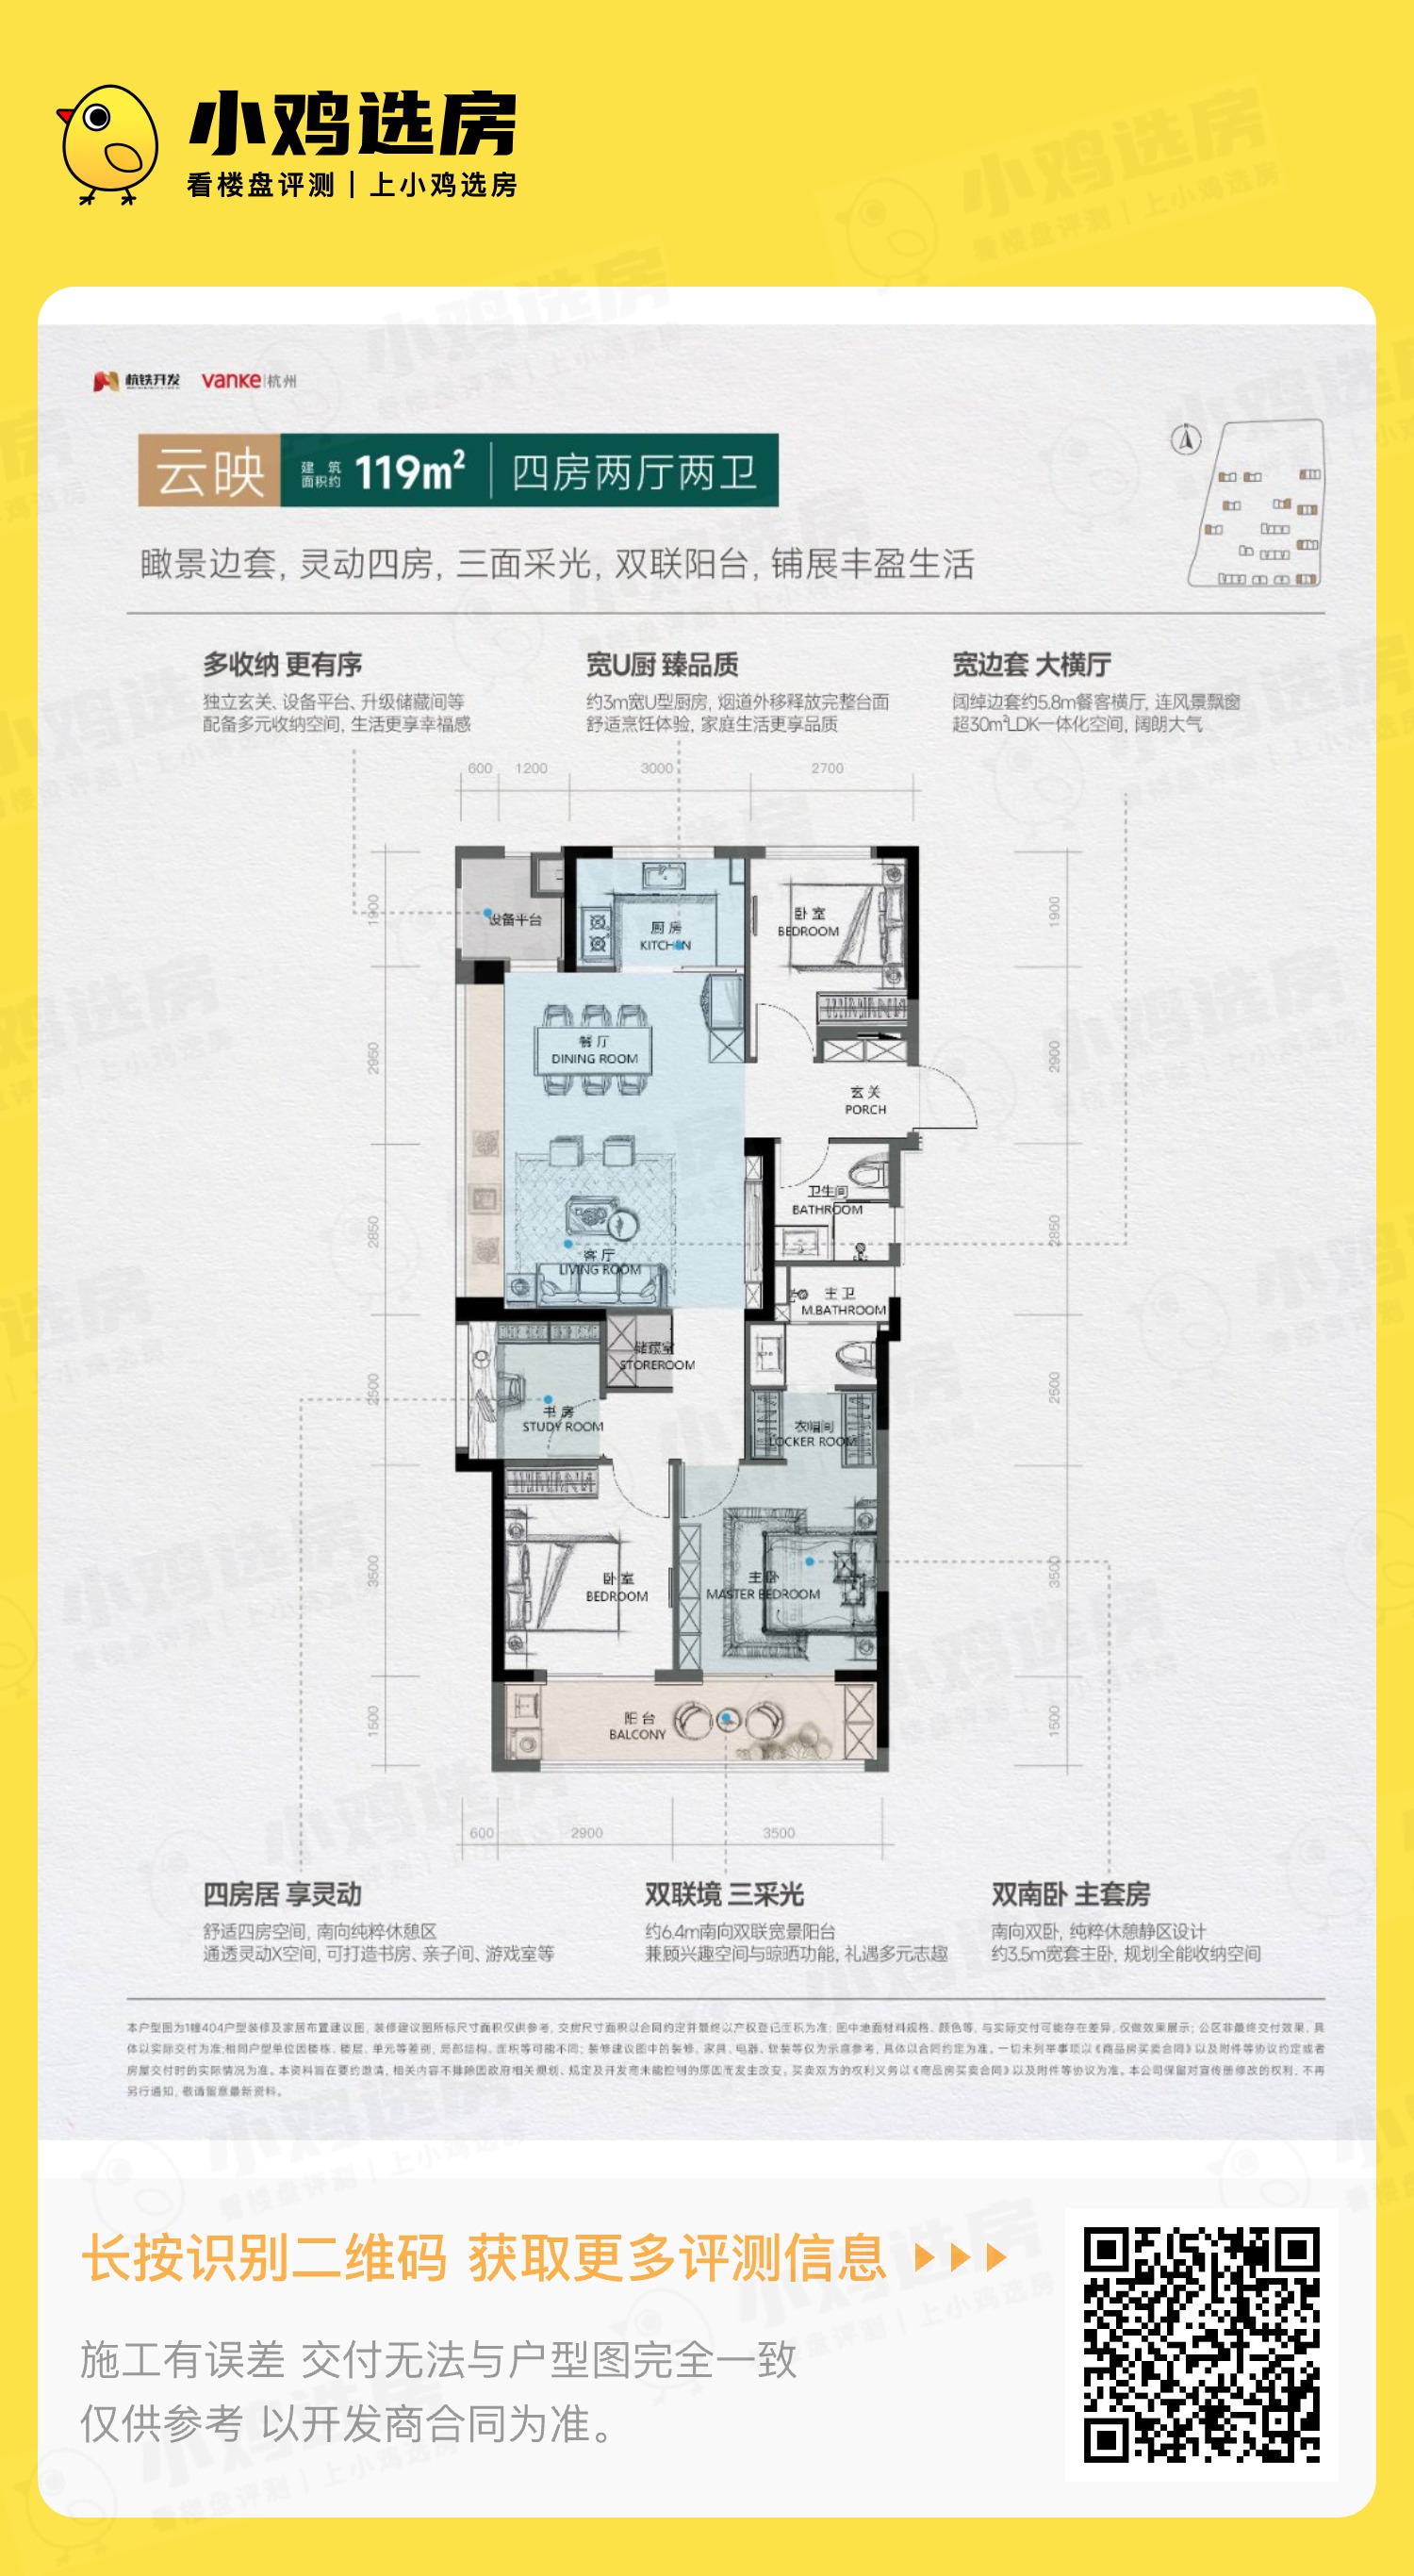 小鸡选房
看楼盘评测 | 上小鸡选房
杭铁开发 vanke 杭州
云映 建筑面积约 119m² 四房两厅两卫
瞰景边套, 灵动四房, 三面采光, 双联阳台, 铺展丰盈生活
多收纳 更有序
独立玄关、设备平台、升级储藏间等
配备多元收纳空间, 生活更享幸福感
宽U厨 臻品质
约3m宽U型厨房, 烟道外移释放完整台面
舒适烹饪体验, 家庭生活更享品质
宽边套 大横厅
阔绰边套约5.8m餐客横厅, 连风景飘窗
超30m²LDK一体化空间, 阔朗大气
600 1200 3000 2700
1900
2950
2850
2500
3500
1500
设备平台
厨房
KITCHEN
卧室
BEDROOM
餐厅
DINING ROOM
玄关
PORCH
卫生间
BATHROOM
客厅
LIVING ROOM
主卫
M.BATHROOM
储藏室
STOREROOM
书房
STUDY ROOM
衣帽间
LOCKER ROOM
卧室
BEDROOM
主卧
MASTER BEDROOM
阳台
BALCONY
1900
2900
2850
2500
3500
1500
600 2900 3500
四房居 享灵动
舒适四房空间, 南向纯粹休憩区
通透灵动X空间, 可打造书房、亲子间、游戏室等
双联境 三采光
约6.4m南向双联宽景阳台
兼顾兴趣空间与晾晒功能, 礼遇多元志趣
双南卧 主套房
南向双卧, 纯粹休憩静区设计
约3.5m宽套主卧, 规划全能收纳空间
本户型图为1幢404户型装修及家居布置建议图, 装修建议图所标尺寸面积仅供参考, 交房尺寸面积以合同约定并最终以产权登记面积为准; 图中地面材料规格、颜色等, 与实际交付可能存在差异, 仅做效果展示; 公区非最终交付效果, 具
体以实际交付为准;相同户型单位因楼栋、楼层、单元等差别, 局部结构、面积等可能不同; 装修建议图中的装修、家具、电器、软装等仅为示意参考, 具体以合同约定为准。一切未列举事项以《商品房买卖合同》以及附件等协议约定或者
房屋交付时的实际情况为准。本资料旨在要约邀请, 相关内容不排除因政府相关规划、规定及开发商未能控制的原因而发生改变, 买卖双方的权利义务以《商品房买卖合同》以及附件等协议为准。本公司保留对宣传册修改的权利, 不再
另行通知, 敬请留意最新资料。
长按识别二维码 获取更多评测信息
施工有误差 交付无法与户型图完全一致
仅供参考 以开发商合同为准。